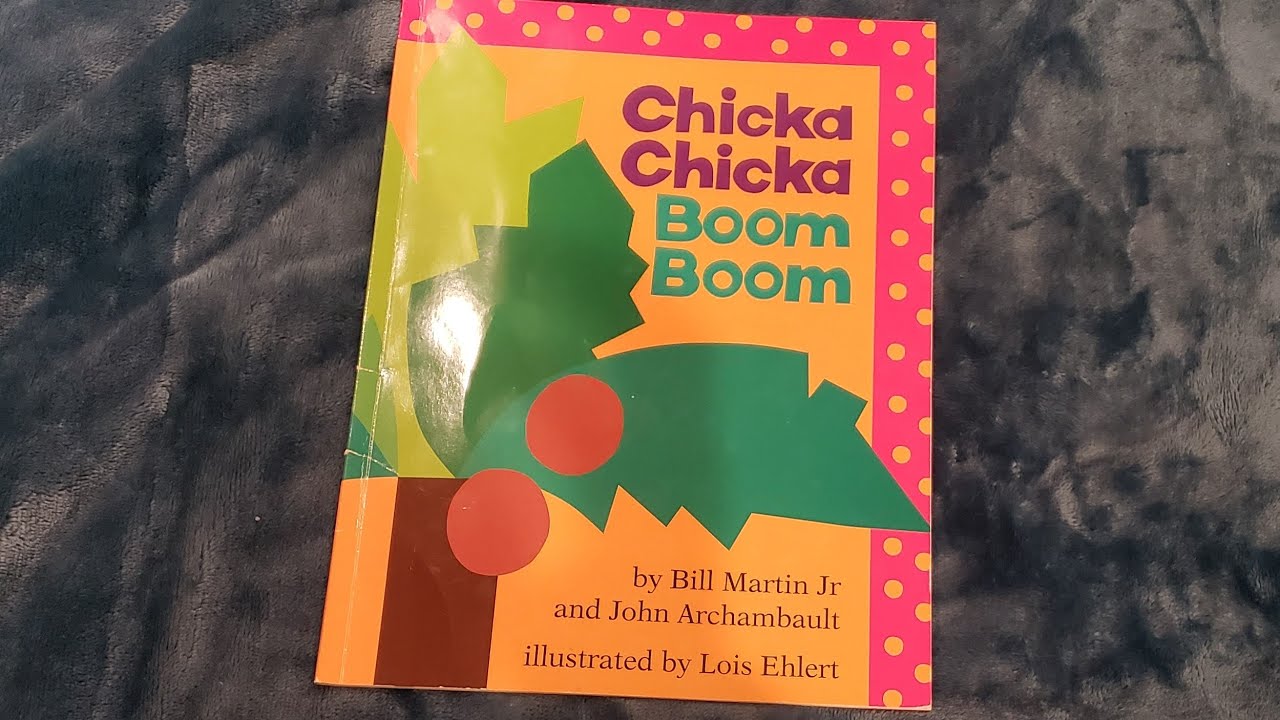 Chicka
Chicka
Boom
Boom
by Bill Martin Jr
and John Archambault
illustrated by Lois Ehlert